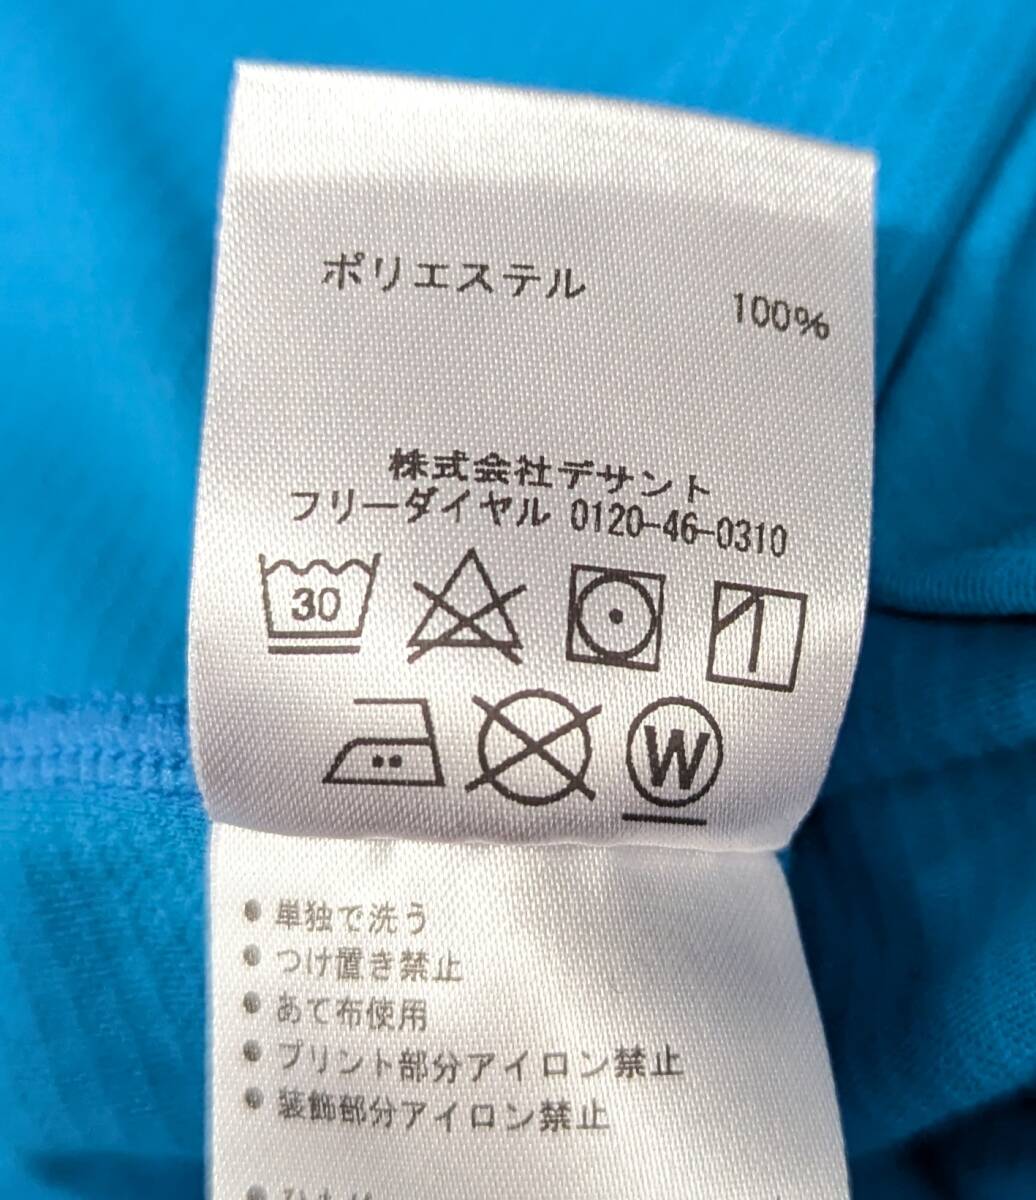 ポリエステル 100%
株式会社デサント
フリーダイヤル 0120-46-0310
30
W
• 単独で洗う
• つけ置き禁止
• あて布使用
• プリント部分アイロン禁止
• 装飾部分アイロン禁止